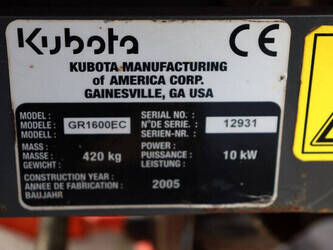 Kubota CE
KUBOTA MANUFACTURING
of AMERICA CORP.
GAINESVILLE, GA USA
MODEL: SERIAL NO.:
MODELE: GR1600EC N°DE SERIE.: 12931
MODELL: SERIEN-NR.:
MASS: POWER:
MASSE: 420 kg PUISSANCE: 10 kW
GEWICHT: LEISTUNG:
CONSTRUCTION YEAR:
ANNEE DE FABRICATION: 2005
BAUJAHR